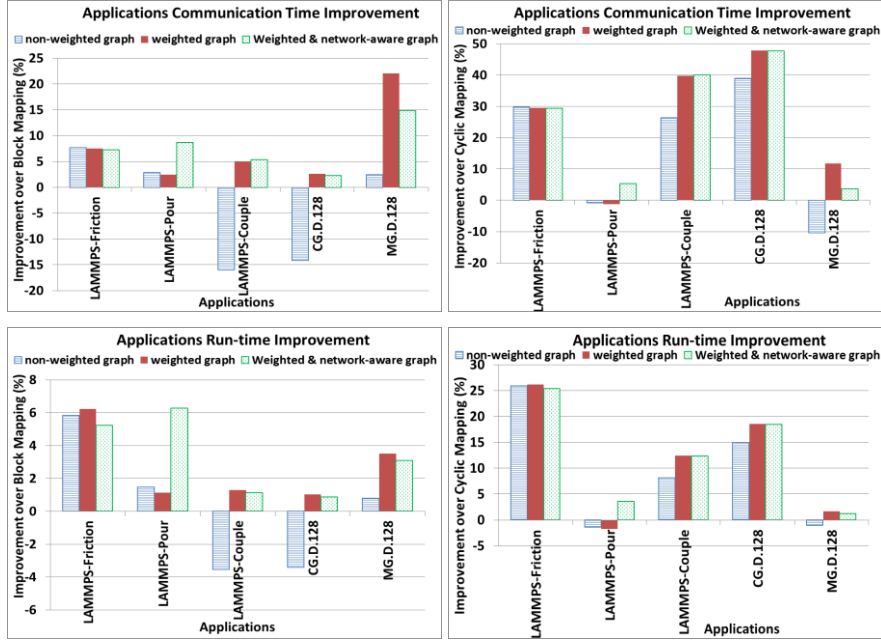 Applications Communication Time Improvement
non-weighted graph weighted graph Weighted & network-aware graph
Improvement over Block Mapping (%)
25
20
15
10
5
0
-5
-10
-15
-20
LAMMPS-Friction
LAMMPS-Pour
LAMMPS-Couple
CG.D.128
MG.D.128
Applications
Applications Communication Time Improvement
non-weighted graph weighted graph Weighted & network-aware graph
Improvement over Cyclic Mapping (%)
50
40
30
20
10
0
-10
-20
LAMMPS-Friction
LAMMPS-Pour
LAMMPS-Couple
CG.D.128
MG.D.128
Applications
Applications Run-time Improvement
non-weighted graph weighted graph Weighted & network-aware graph
Improvement over Block Mapping (%)
8
6
4
2
0
-2
-4
-6
LAMMPS-Friction
LAMMPS-Pour
LAMMPS-Couple
CG.D.128
MG.D.128
Applications
Applications Run-time Improvement
non-weighted graph weighted graph Weighted & network-aware graph
Improvement over Cyclic Mapping (%)
30
25
20
15
10
5
0
-5
LAMMPS-Friction
LAMMPS-Pour
LAMMPS-Couple
CG.D.128
MG.D.128
Applications